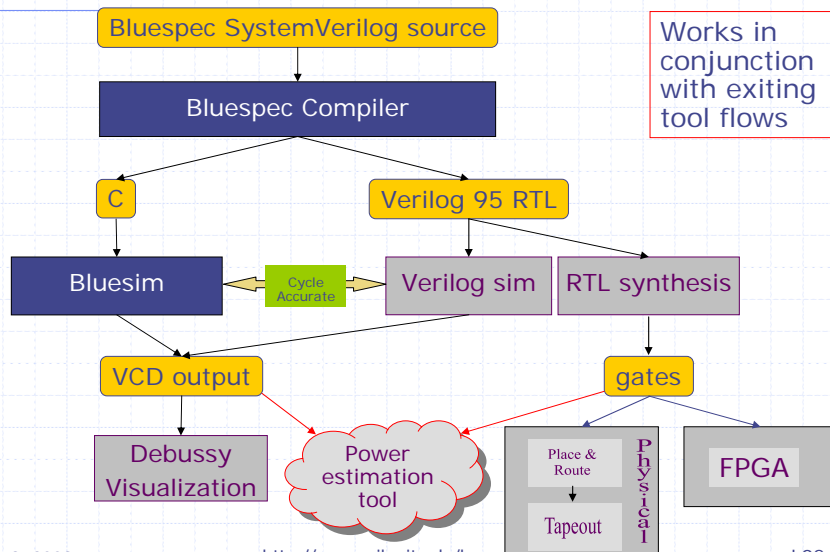 Bluespec SystemVerilog source
Works in
conjunction
with exiting
tool flows
Bluespec Compiler
C
Verilog 95 RTL
Bluesim
Cycle
Accurate
Verilog sim
RTL synthesis
VCD output
gates
Debussy
Visualization
Power
estimation
tool
Place &
Route
Tapeout
Physical
FPGA